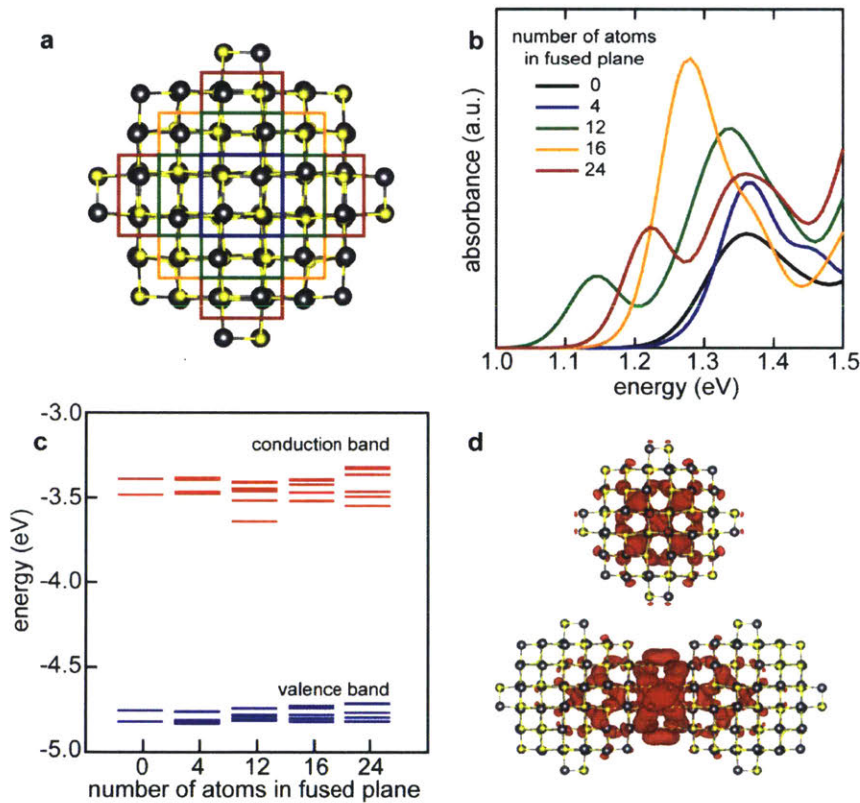 a
b
number of atoms
in fused plane
0
4
12
16
24
absorbance (a.u.)
1.0 1.1 1.2 1.3 1.4 1.5
energy (eV)
c
-3.0
-3.5
-4.0
-4.5
-5.0
energy (eV)
conduction band
valence band
0 4 12 16 24
number of atoms in fused plane
d